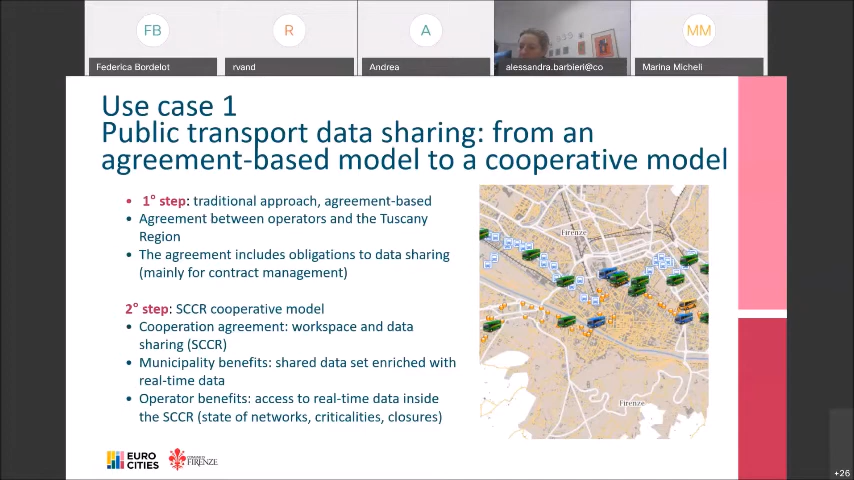 FB
R
A
MM
Federica Bordelot
rvand
Andrea
alessandra.barbieri@co
Marina Micheli
Use case 1
Public transport data sharing: from an
agreement-based model to a cooperative model
• 1° step: traditional approach, agreement-based
• Agreement between operators and the Tuscany
Region
• The agreement includes obligations to data sharing
(mainly for contract management)
2° step: SCCR cooperative model
• Cooperation agreement: workspace and data
sharing (SCCR)
• Municipality benefits: shared data set enriched with
real-time data
• Operator benefits: access to real-time data inside
the SCCR (state of networks, criticalities, closures)
Firenze
Firenze
EURO
CITIES
COMUNE DI
FIRENZE
+26